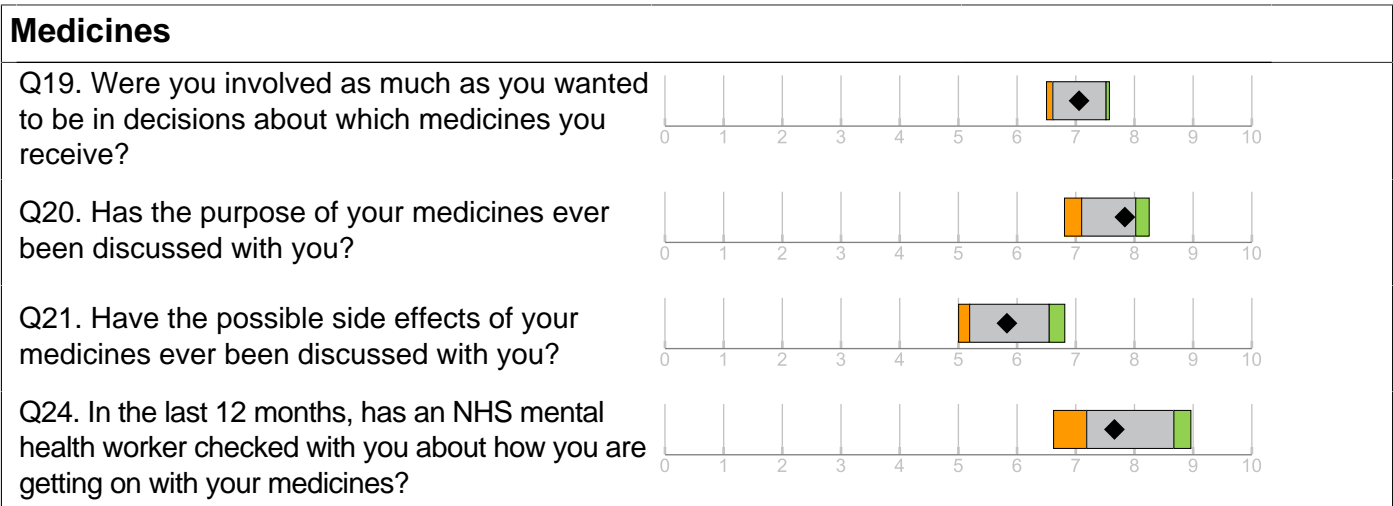 Medicines
Q19. Were you involved as much as you wanted
to be in decisions about which medicines you
receive?
0 1 2 3 4 5 6 7 8 9 10
Q20. Has the purpose of your medicines ever
been discussed with you?
0 1 2 3 4 5 6 7 8 9 10
Q21. Have the possible side effects of your
medicines ever been discussed with you?
0 1 2 3 4 5 6 7 8 9 10
Q24. In the last 12 months, has an NHS mental
health worker checked with you about how you are
getting on with your medicines?
0 1 2 3 4 5 6 7 8 9 10